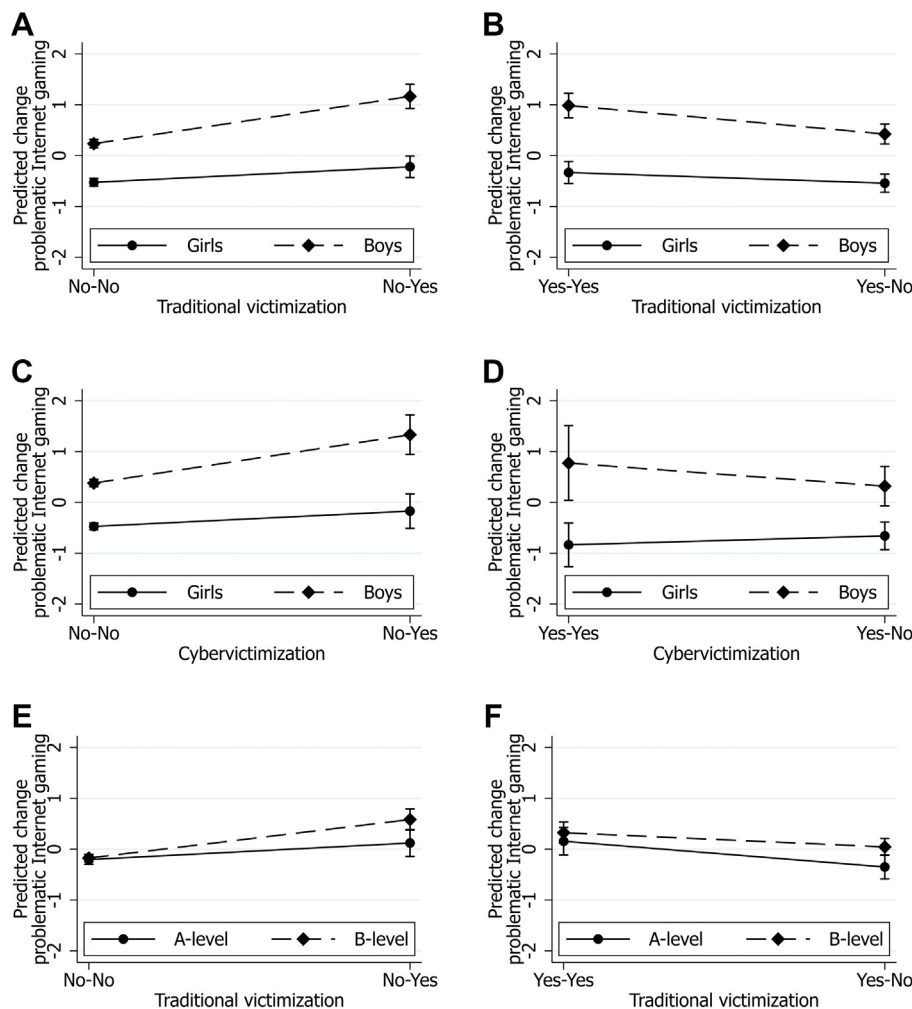 A
Predicted change
problematic Internet gaming
2
1
0
-1
-2
Girls
Boys
No-No
No-Yes
Traditional victimization
B
Predicted change
problematic Internet gaming
2
1
0
-1
-2
Girls
Boys
Yes-Yes
Yes-No
Traditional victimization
C
Predicted change
problematic Internet gaming
2
1
0
-1
-2
Girls
Boys
No-No
No-Yes
Cybervictimization
D
Predicted change
problematic Internet gaming
2
1
0
-1
-2
Girls
Boys
Yes-Yes
Yes-No
Cybervictimization
E
Predicted change
problematic Internet gaming
2
1
0
-1
-2
A-level
B-level
No-No
No-Yes
Traditional victimization
F
Predicted change
problematic Internet gaming
2
1
0
-1
-2
A-level
B-level
Yes-Yes
Yes-No
Traditional victimization